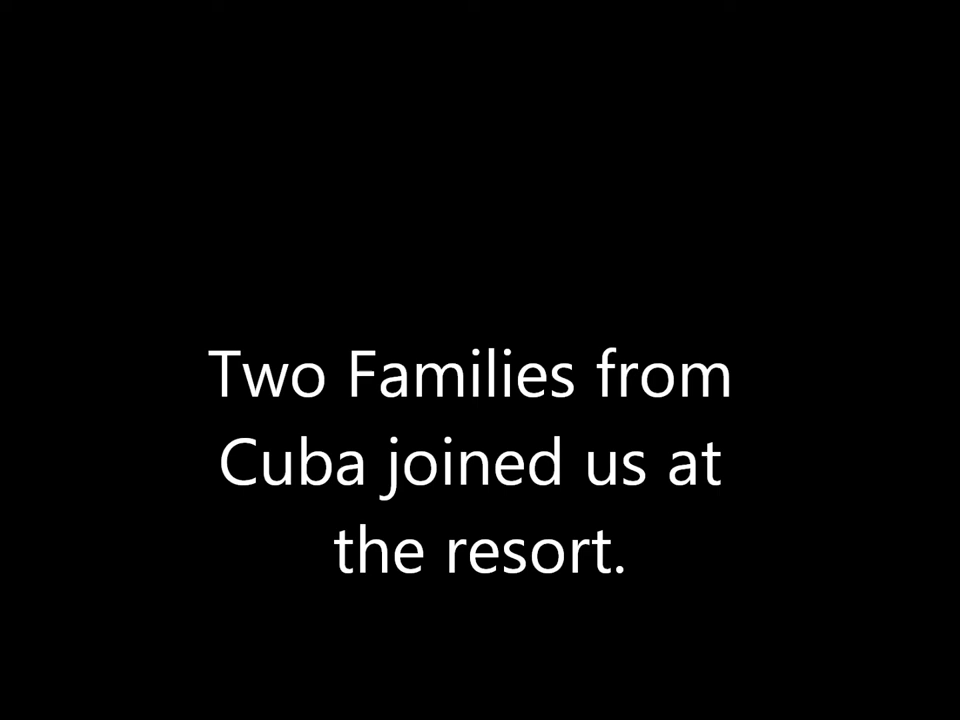 Two Families from
Cuba joined us at
the resort.